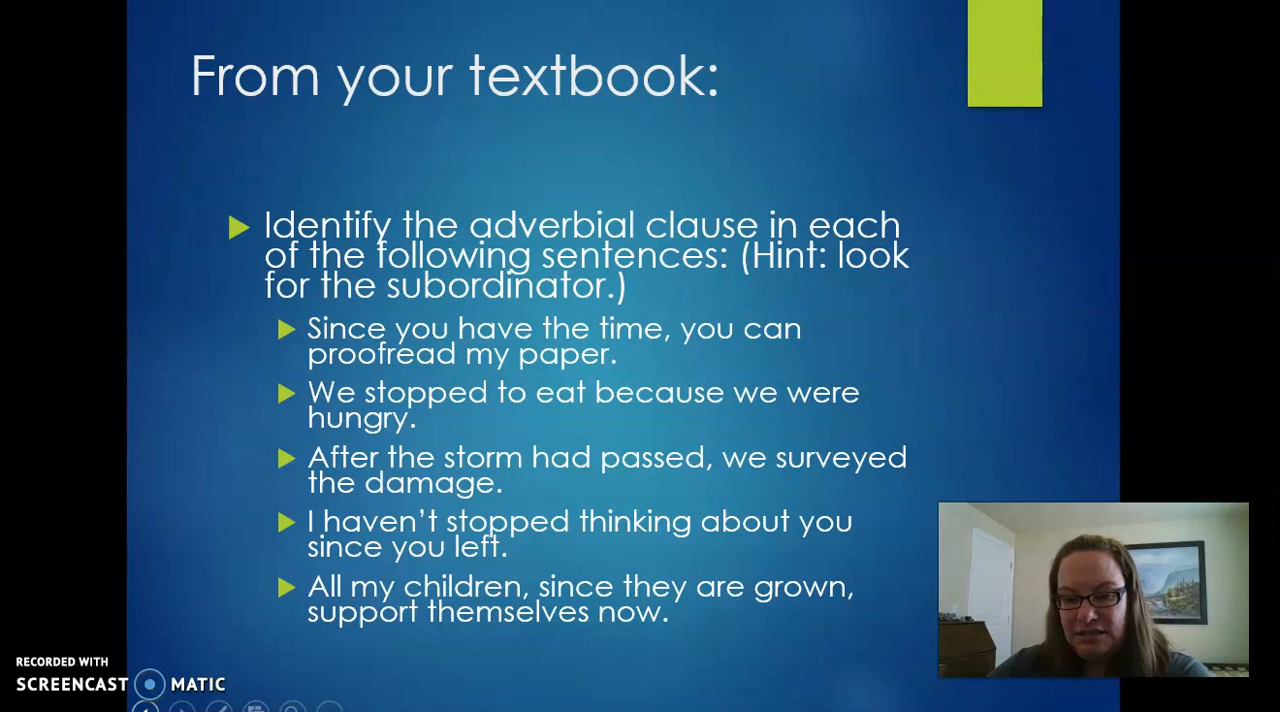 From your textbook:
Identify the adverbial clause in each
of the following sentences: (Hint: look
for the subordinator.)
Since you have the time, you can
proofread my paper.
We stopped to eat because we were
hungry.
After the storm had passed, we surveyed
the damage.
I haven't stopped thinking about you
since you left.
All my children, since they are grown,
support themselves now.
RECORDED WITH
SCREENCAST MATIC